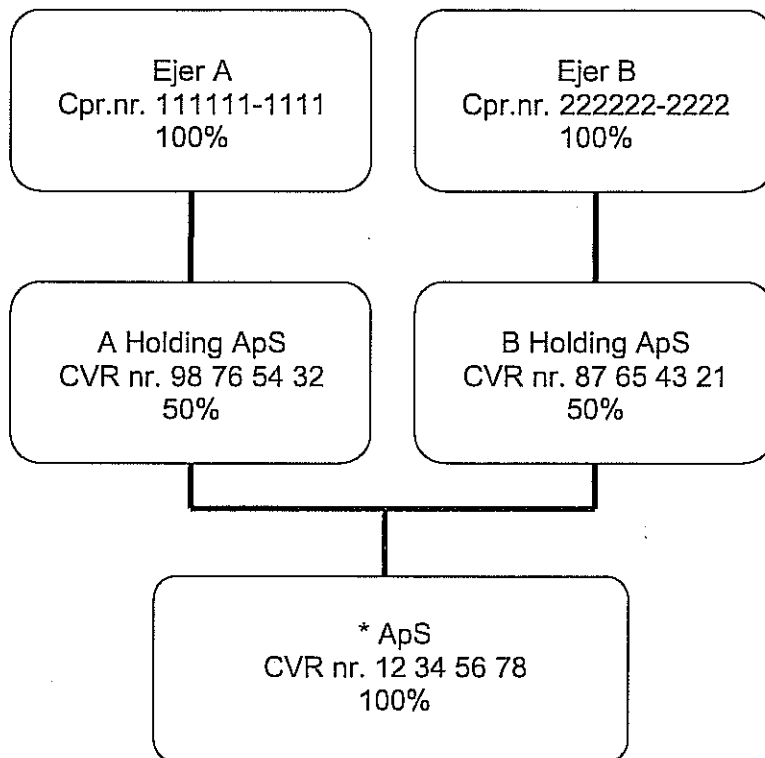 Ejer A
Cpr.nr. 111111-1111
100%
Ejer B
Cpr.nr. 222222-2222
100%
A Holding ApS
CVR nr. 98 76 54 32
50%
B Holding ApS
CVR nr. 87 65 43 21
50%
* ApS
CVR nr. 12 34 56 78
100%